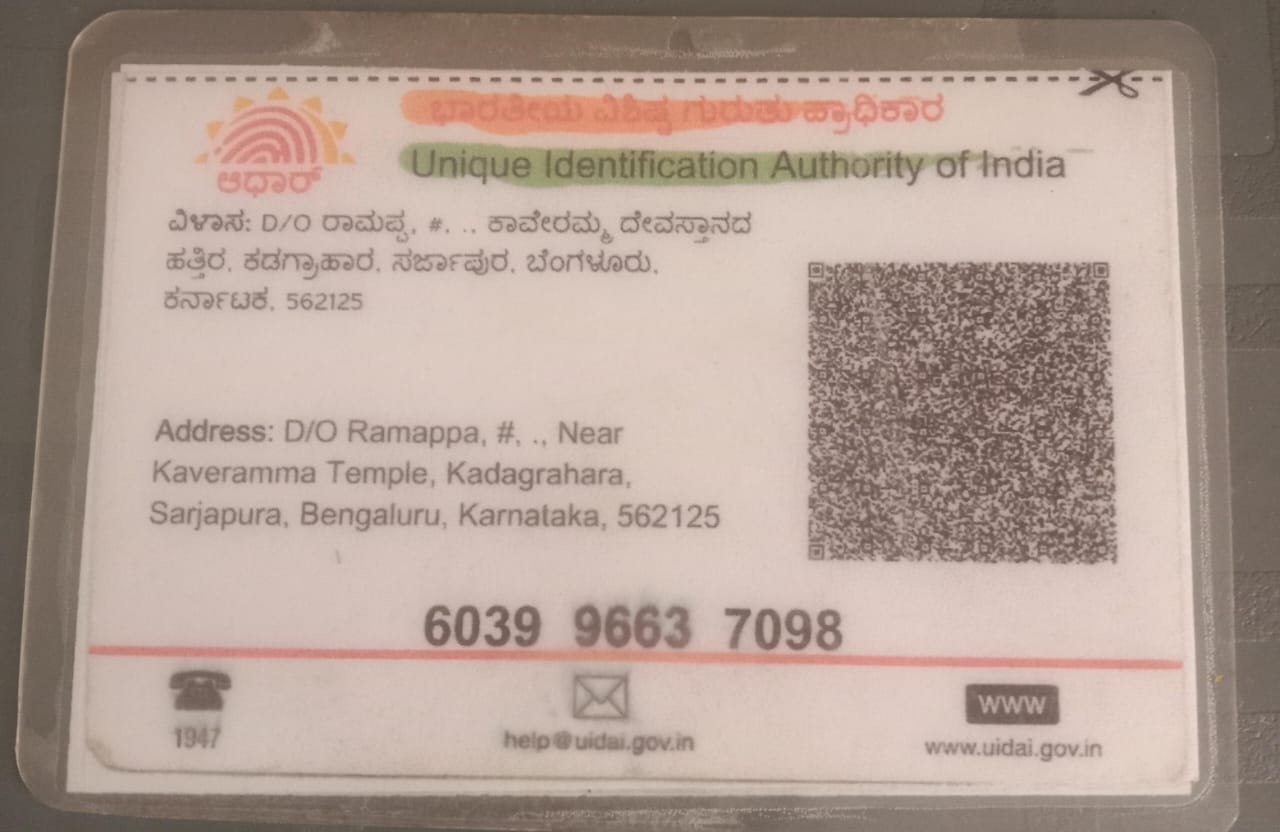 ಭಾರತೀಯ ವಿಶಿಷ್ಟ ಗುರುತು ಪ್ರಾಧಿಕಾರ
Unique Identification Authority of India
ಆಧಾರ್
ವಿಳಾಸ: D/O ರಾಮಪ್ಪ, #, ., ಕಾವೇರಮ್ಮ ದೇವಸ್ತಾನದ
ಹತ್ತಿರ, ಕಡಗ್ರಾಹಾರ, ಸರ್ಜಾಪುರ, ಬೆಂಗಳೂರು,
ಕರ್ನಾಟಕ, 562125
Address: D/O Ramappa, #, ., Near
Kaveramma Temple, Kadagrahara,
Sarjapura, Bengaluru, Karnataka, 562125
6039 9663 7098
1947
help@uidai.gov.in
www
www.uidai.gov.in